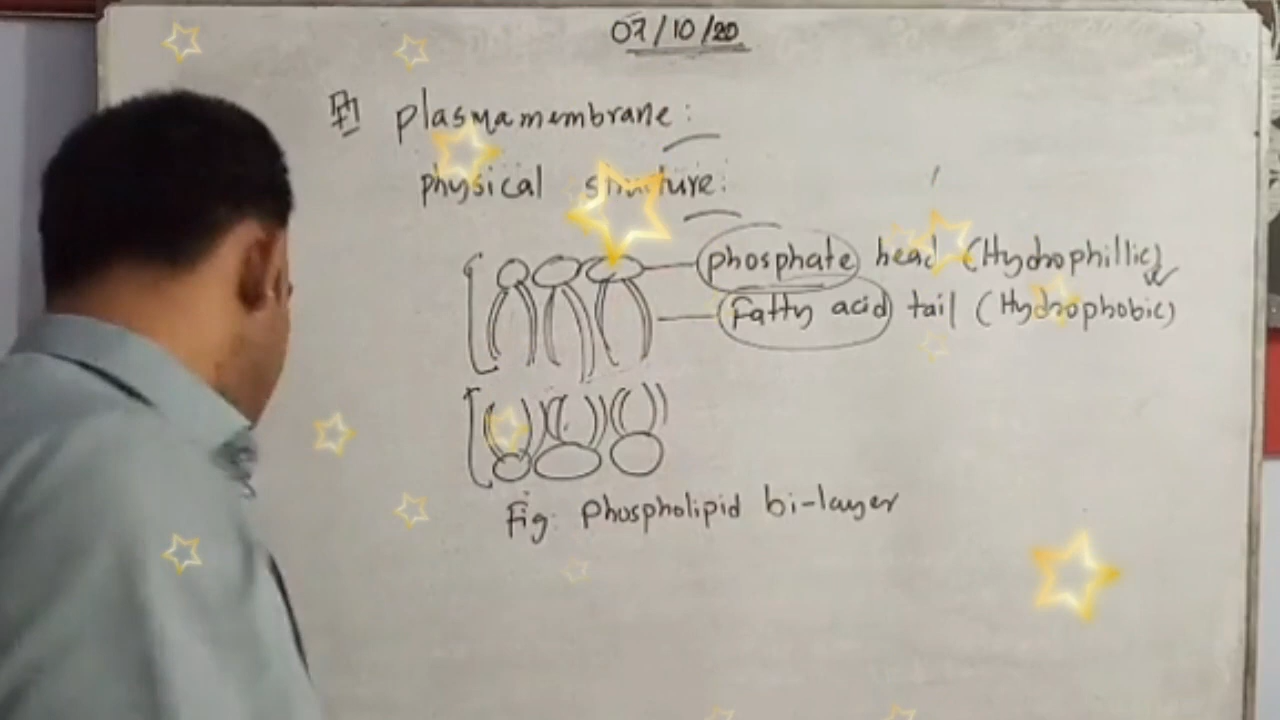 07/10/20
plasmamembrane:
physical structure:
phosphate head (Hydrophillic)
Fatty acid tail (Hydrophobic)
Fig: Phospholipid bi-layer